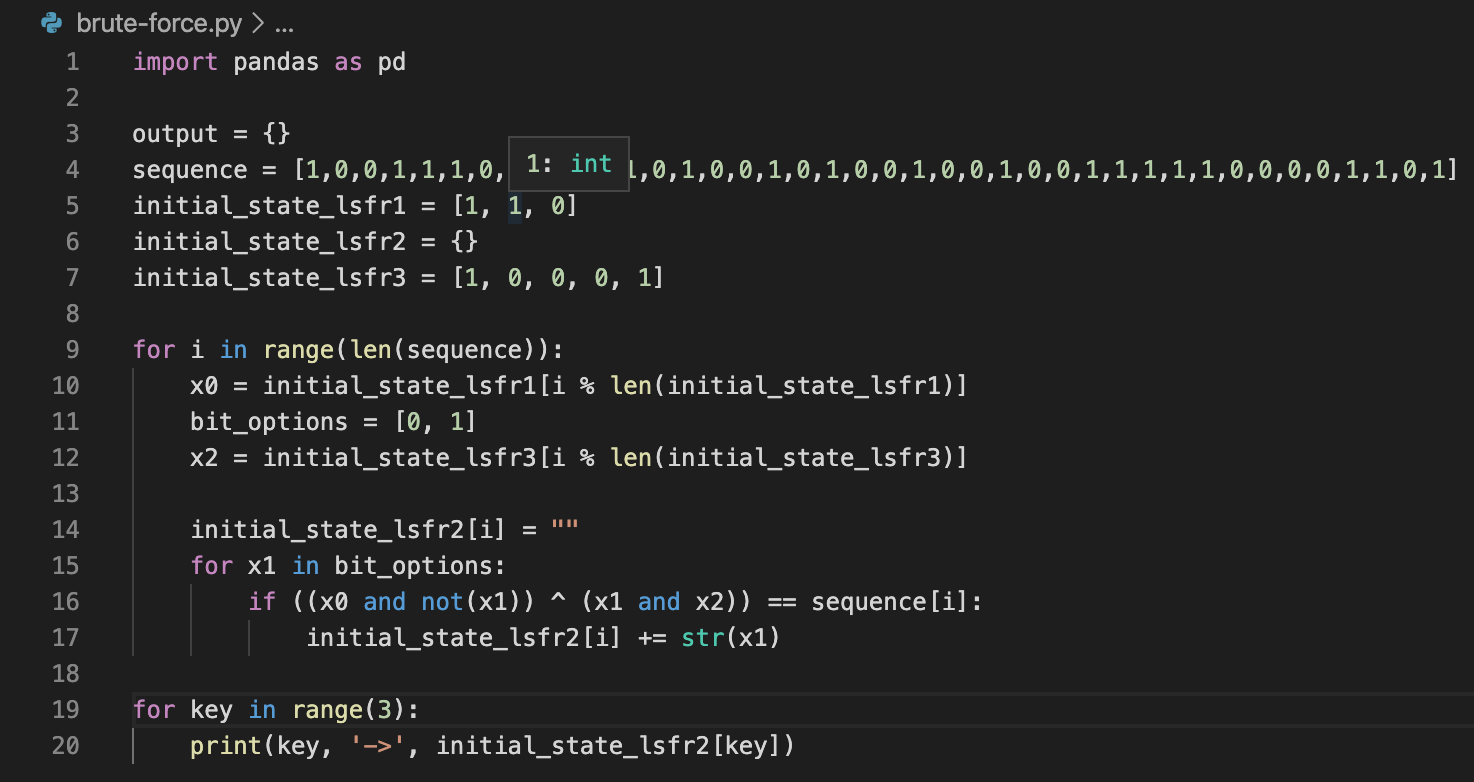 brute-force.py > ...
1 import pandas as pd
2
3 output = {}
4 sequence = [1,0,0,1,1,1,0, 1: int 1,0,1,0,0,1,0,1,0,0,1,0,0,1,0,0,1,1,1,1,1,0,0,0,0,1,1,0,1]
5 initial_state_lsfr1 = [1, 1, 0]
6 initial_state_lsfr2 = {}
7 initial_state_lsfr3 = [1, 0, 0, 0, 1]
8
9 for i in range(len(sequence)):
10     x0 = initial_state_lsfr1[i % len(initial_state_lsfr1)]
11     bit_options = [0, 1]
12     x2 = initial_state_lsfr3[i % len(initial_state_lsfr3)]
13
14     initial_state_lsfr2[i] = ""
15     for x1 in bit_options:
16         if ((x0 and not(x1)) ^ (x1 and x2)) == sequence[i]:
17             initial_state_lsfr2[i] += str(x1)
18
19 for key in range(3):
20     print(key, '->', initial_state_lsfr2[key])